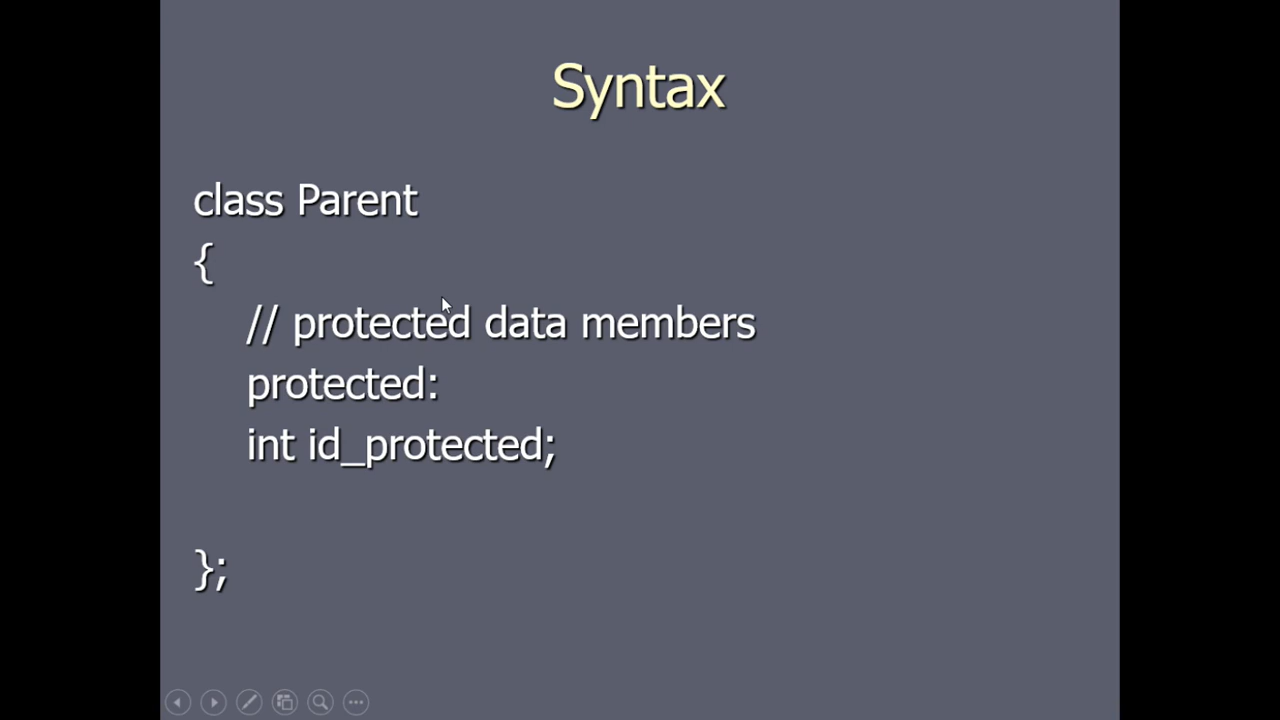 Syntax
class Parent
{
// protected data members
protected:
int id_protected;
};